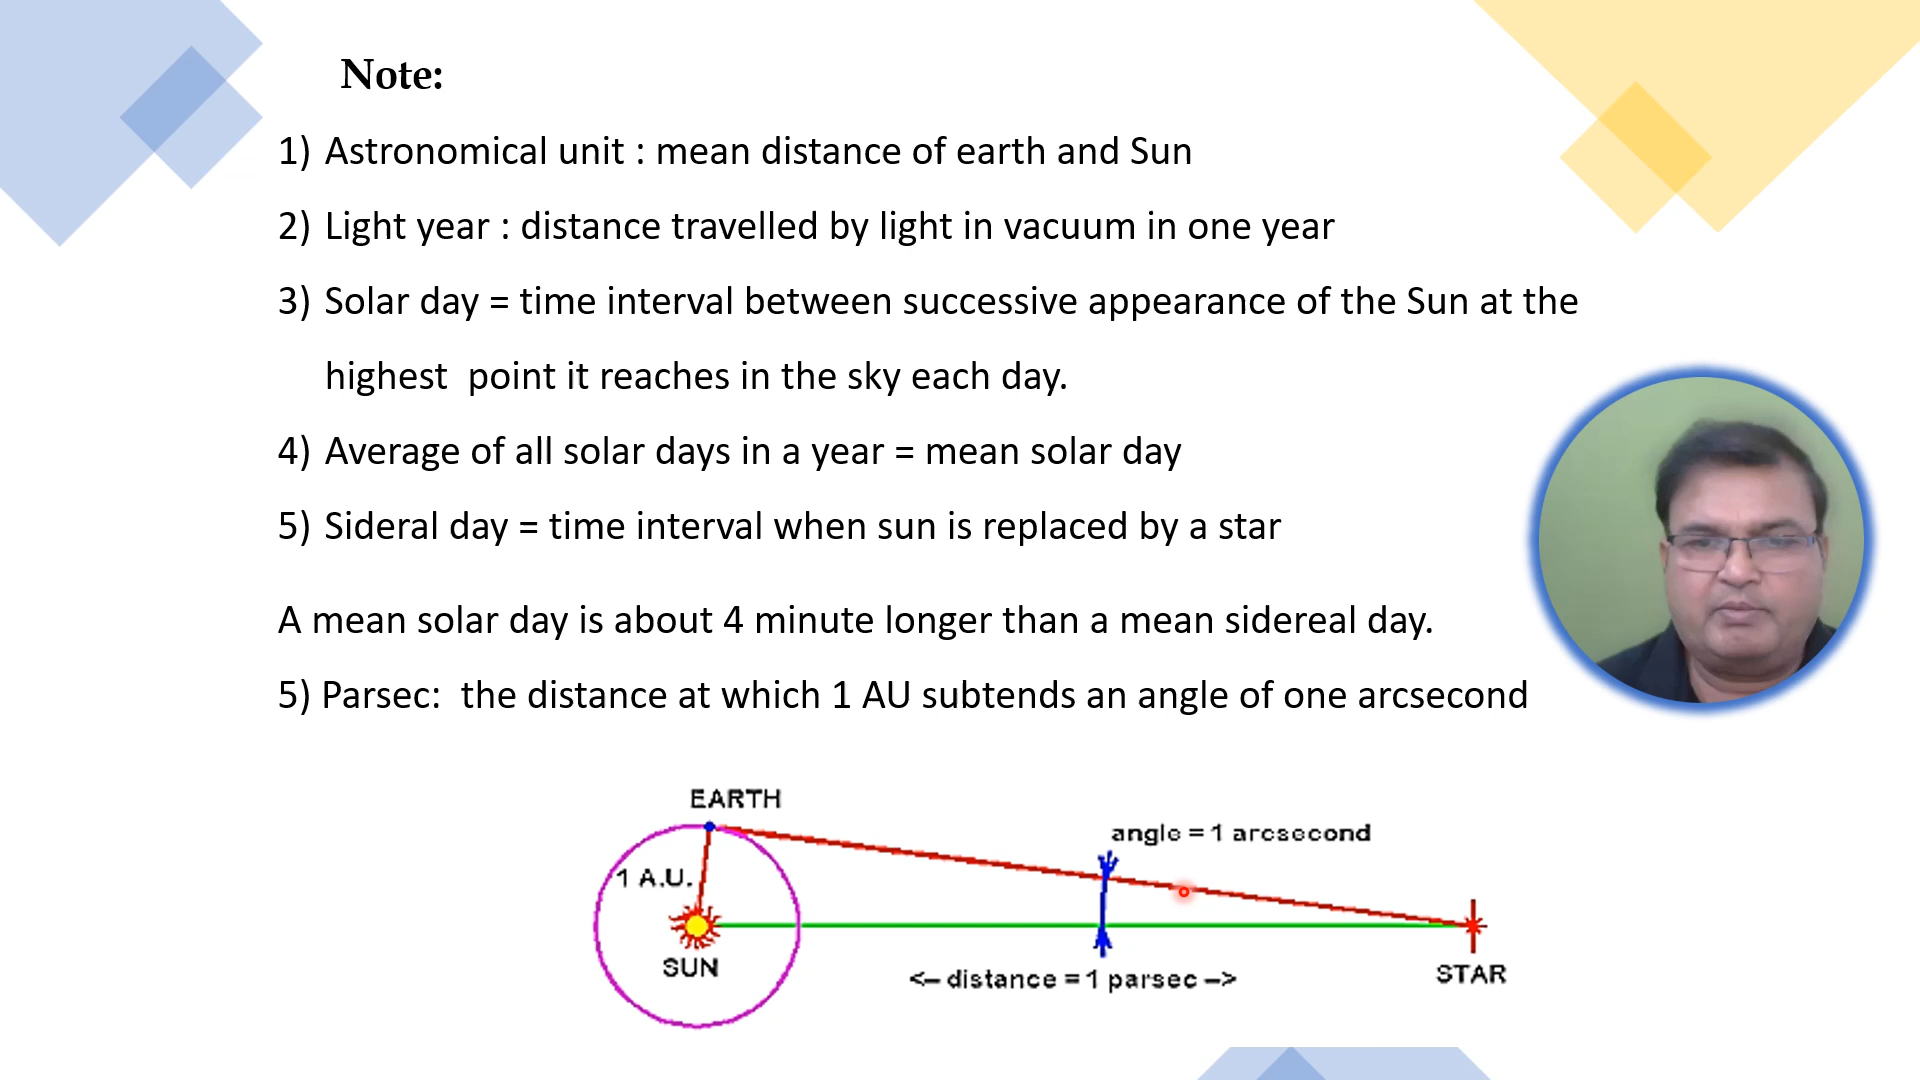 Note:
1) Astronomical unit : mean distance of earth and Sun
2) Light year : distance travelled by light in vacuum in one year
3) Solar day = time interval between successive appearance of the Sun at the
highest point it reaches in the sky each day.
4) Average of all solar days in a year = mean solar day
5) Sideral day = time interval when sun is replaced by a star
A mean solar day is about 4 minute longer than a mean sidereal day.
5) Parsec: the distance at which 1 AU subtends an angle of one arcsecond
EARTH
angle = 1 arcsecond
1 A.U.
SUN
<– distance = 1 parsec –>
STAR